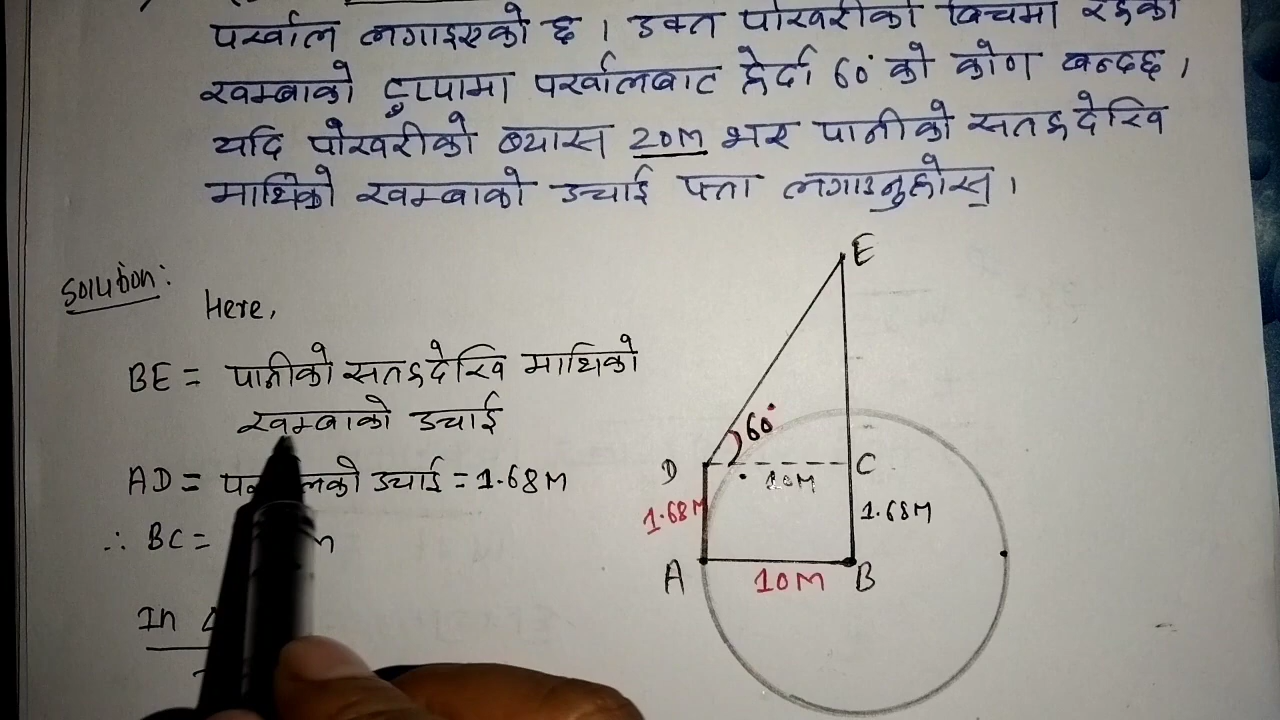 पर्खाल लगाइएको छ । उक्त पोखरीको बिचमा रहेको
खम्बाको टुप्पामा पर्खालबाट हेर्दा 60° को कोण बन्दछ ।
यदि पोखरीको ब्यास 20M भए पानीको सतहदेखि
माथिको खम्बाको उचाई पत्ता लगाउनुहोस् ।
Solution:
Here,
BE = पानीको सतहदेखि माथिको
खम्बाको उचाई
AD = उचाई = 1.68M
∴ BC =
In
E
60°
D
C
10M
1.68M
1.68M
A
10M
B